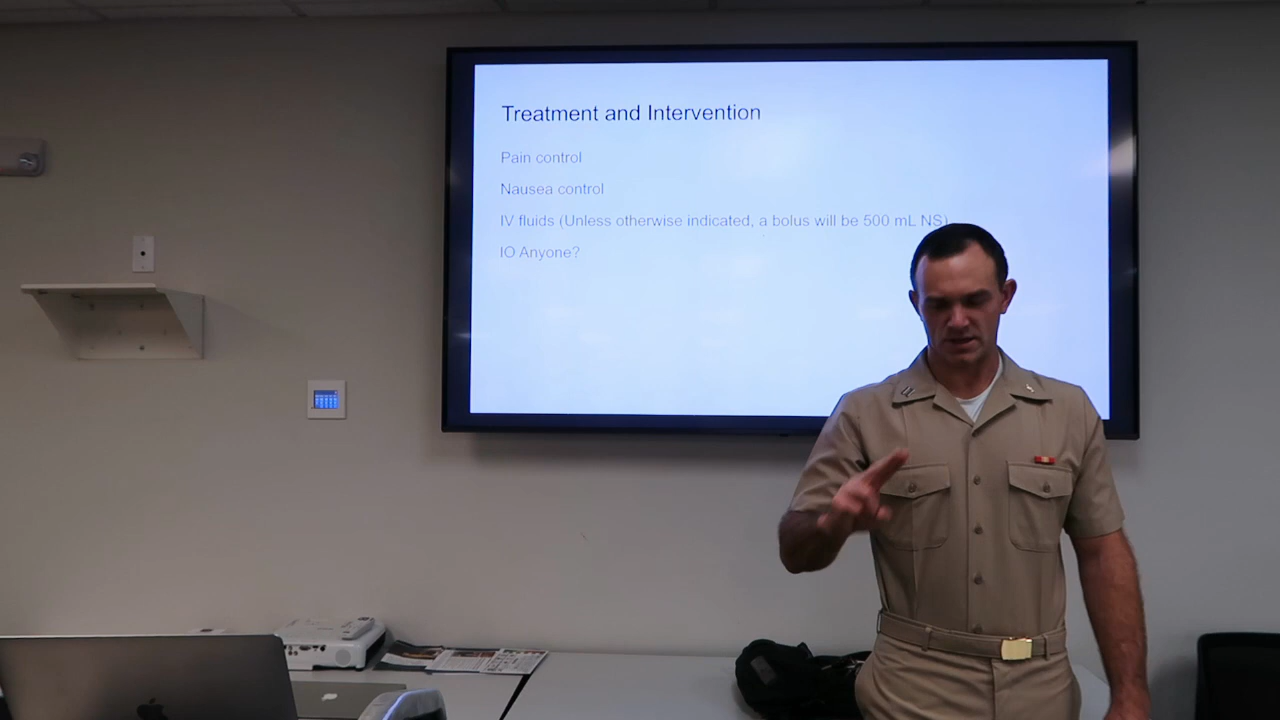 Treatment and Intervention
Pain control
Nausea control
IV fluids (Unless otherwise indicated, a bolus will be 500 mL NS)
IO Anyone?